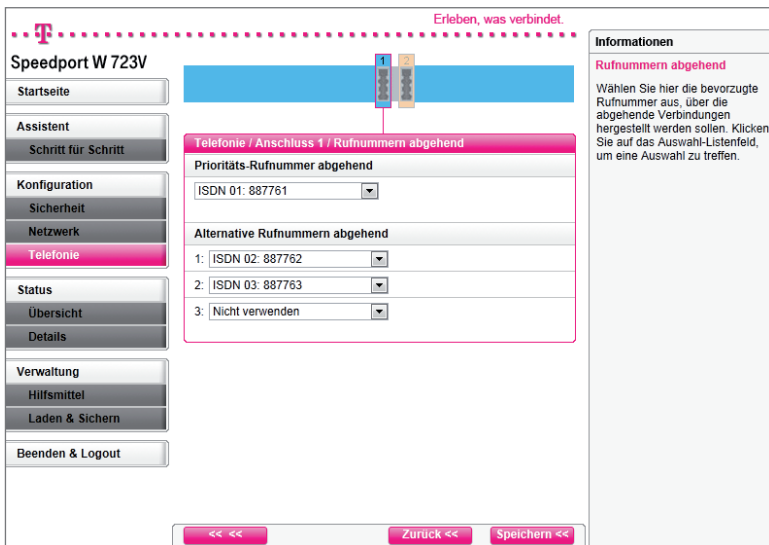 Erleben, was verbindet.
T
Speedport W 723V
Startseite
Assistent
Schritt für Schritt
Konfiguration
Sicherheit
Netzwerk
Telefonie
Status
Übersicht
Details
Verwaltung
Hilfsmittel
Laden & Sichern
Beenden & Logout
1 2
Telefonie / Anschluss 1 / Rufnummern abgehend
Prioritäts-Rufnummer abgehend
ISDN 01: 887761
Alternative Rufnummern abgehend
1: ISDN 02: 887762
2: ISDN 03: 887763
3: Nicht verwenden
<< <<
Zurück <<
Speichern <<
Informationen
Rufnummern abgehend
Wählen Sie hier die bevorzugte
Rufnummer aus, über die
abgehende Verbindungen
hergestellt werden sollen. Klicken
Sie auf das Auswahl-Listenfeld,
um eine Auswahl zu treffen.